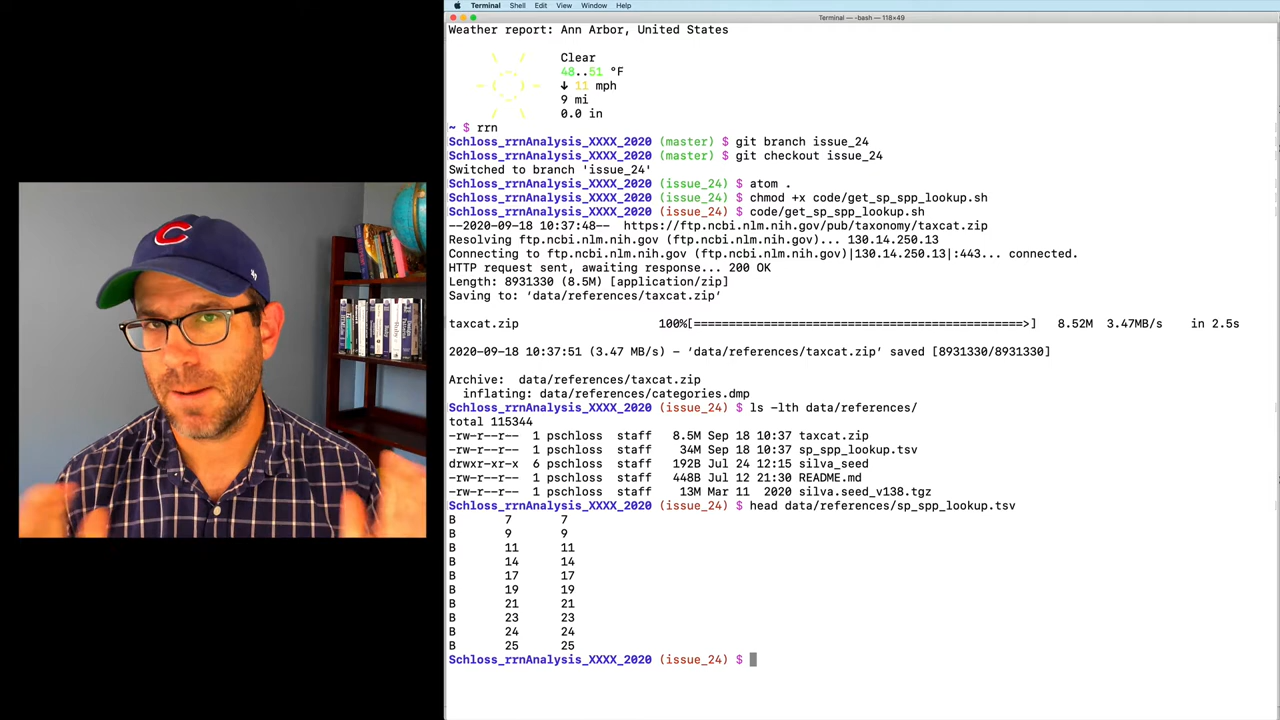 Terminal Shell Edit View Window Help
Terminal — -bash — 118×49
Weather report: Ann Arbor, United States
Clear
48..51 °F
↓ 11 mph
9 mi
0.0 in
~ $ rrn
Schloss_rrnAnalysis_XXXX_2020 (master) $ git branch issue_24
Schloss_rrnAnalysis_XXXX_2020 (master) $ git checkout issue_24
Switched to branch 'issue_24'
Schloss_rrnAnalysis_XXXX_2020 (issue_24) $ atom .
Schloss_rrnAnalysis_XXXX_2020 (issue_24) $ chmod +x code/get_sp_spp_lookup.sh
Schloss_rrnAnalysis_XXXX_2020 (issue_24) $ code/get_sp_spp_lookup.sh
--2020-09-18 10:37:48-- https://ftp.ncbi.nlm.nih.gov/pub/taxonomy/taxcat.zip
Resolving ftp.ncbi.nlm.nih.gov (ftp.ncbi.nlm.nih.gov)... 130.14.250.13
Connecting to ftp.ncbi.nlm.nih.gov (ftp.ncbi.nlm.nih.gov)|130.14.250.13|:443... connected.
HTTP request sent, awaiting response... 200 OK
Length: 8931330 (8.5M) [application/zip]
Saving to: ‘data/references/taxcat.zip’
taxcat.zip 100%[===============================================>] 8.52M 3.47MB/s in 2.5s
2020-09-18 10:37:51 (3.47 MB/s) – ‘data/references/taxcat.zip’ saved [8931330/8931330]
Archive: data/references/taxcat.zip
inflating: data/references/categories.dmp
Schloss_rrnAnalysis_XXXX_2020 (issue_24) $ ls -lth data/references/
total 115344
-rw-r--r-- 1 pschloss staff 8.5M Sep 18 10:37 taxcat.zip
-rw-r--r-- 1 pschloss staff 34M Sep 18 10:37 sp_spp_lookup.tsv
drwxr-xr-x 6 pschloss staff 192B Jul 24 12:15 silva_seed
-rw-r--r-- 1 pschloss staff 448B Jul 12 21:30 README.md
-rw-r--r-- 1 pschloss staff 13M Mar 11 2020 silva.seed_v138.tgz
Schloss_rrnAnalysis_XXXX_2020 (issue_24) $ head data/references/sp_spp_lookup.tsv
B 7 7
B 9 9
B 11 11
B 14 14
B 17 17
B 19 19
B 21 21
B 23 23
B 24 24
B 25 25
Schloss_rrnAnalysis_XXXX_2020 (issue_24) $
C